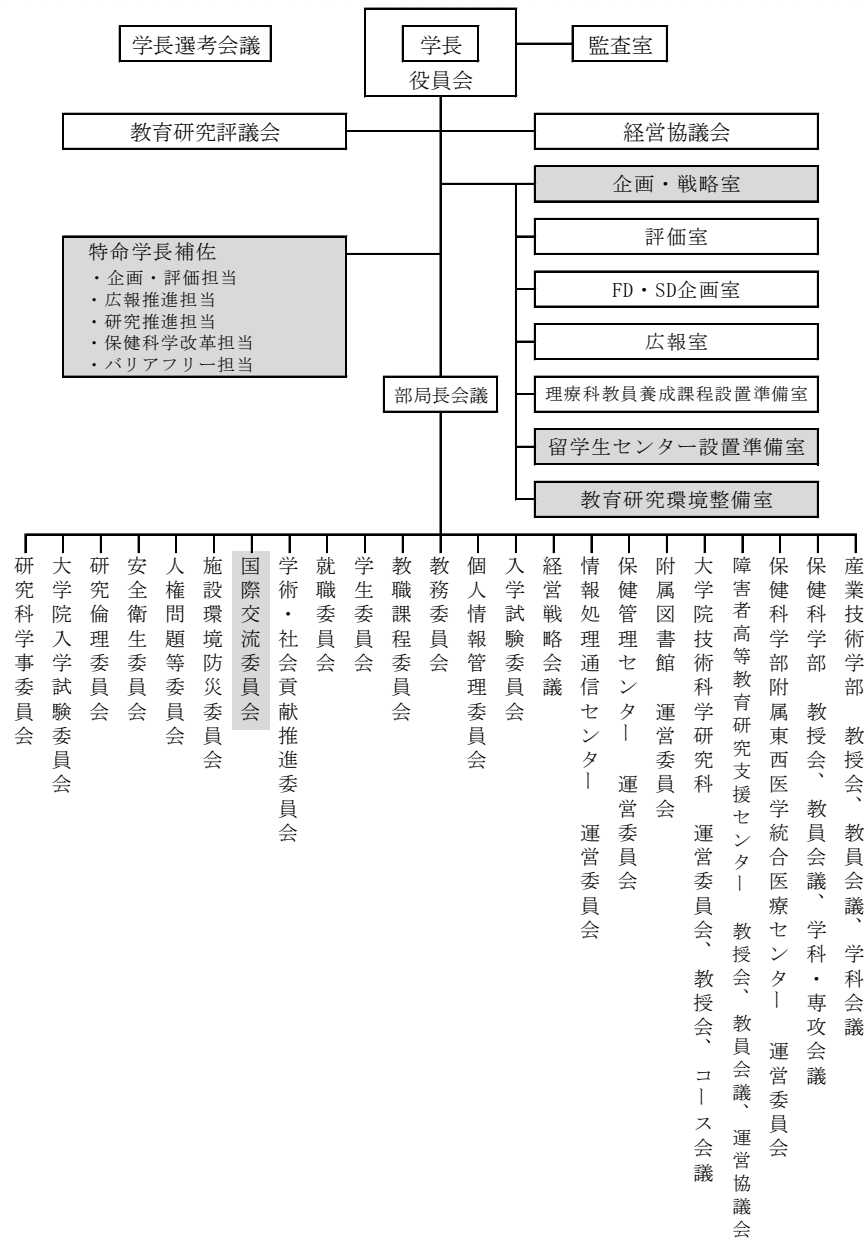 学長選考会議
学長
監査室
役員会
教育研究評議会
経営協議会
企画・戦略室
特命学長補佐
・企画・評価担当
・広報推進担当
・研究推進担当
・保健科学改革担当
・バリアフリー担当
評価室
FD・SD企画室
広報室
部局長会議
理療科教員養成課程設置準備室
留学生センター設置準備室
教育研究環境整備室
研究科学事委員会
大学院入学試験委員会
研究倫理委員会
安全衛生委員会
人権問題等委員会
施設環境防災委員会
国際交流委員会
学術・社会貢献推進委員会
就職委員会
学生委員会
教職課程委員会
教務委員会
個人情報管理委員会
入学試験委員会
経営戦略会議
情報処理通信センター 運営委員会
保健管理センター 運営委員会
附属図書館 運営委員会
大学院技術科学研究科 運営委員会、教授会、コース会議
障害者高等教育研究支援センター 教授会、教員会議、運営協議会
保健科学部附属東西医学統合医療センター 運営委員会
保健科学部 教授会、教員会議、学科・専攻会議
産業技術学部 教授会、教員会議、学科会議